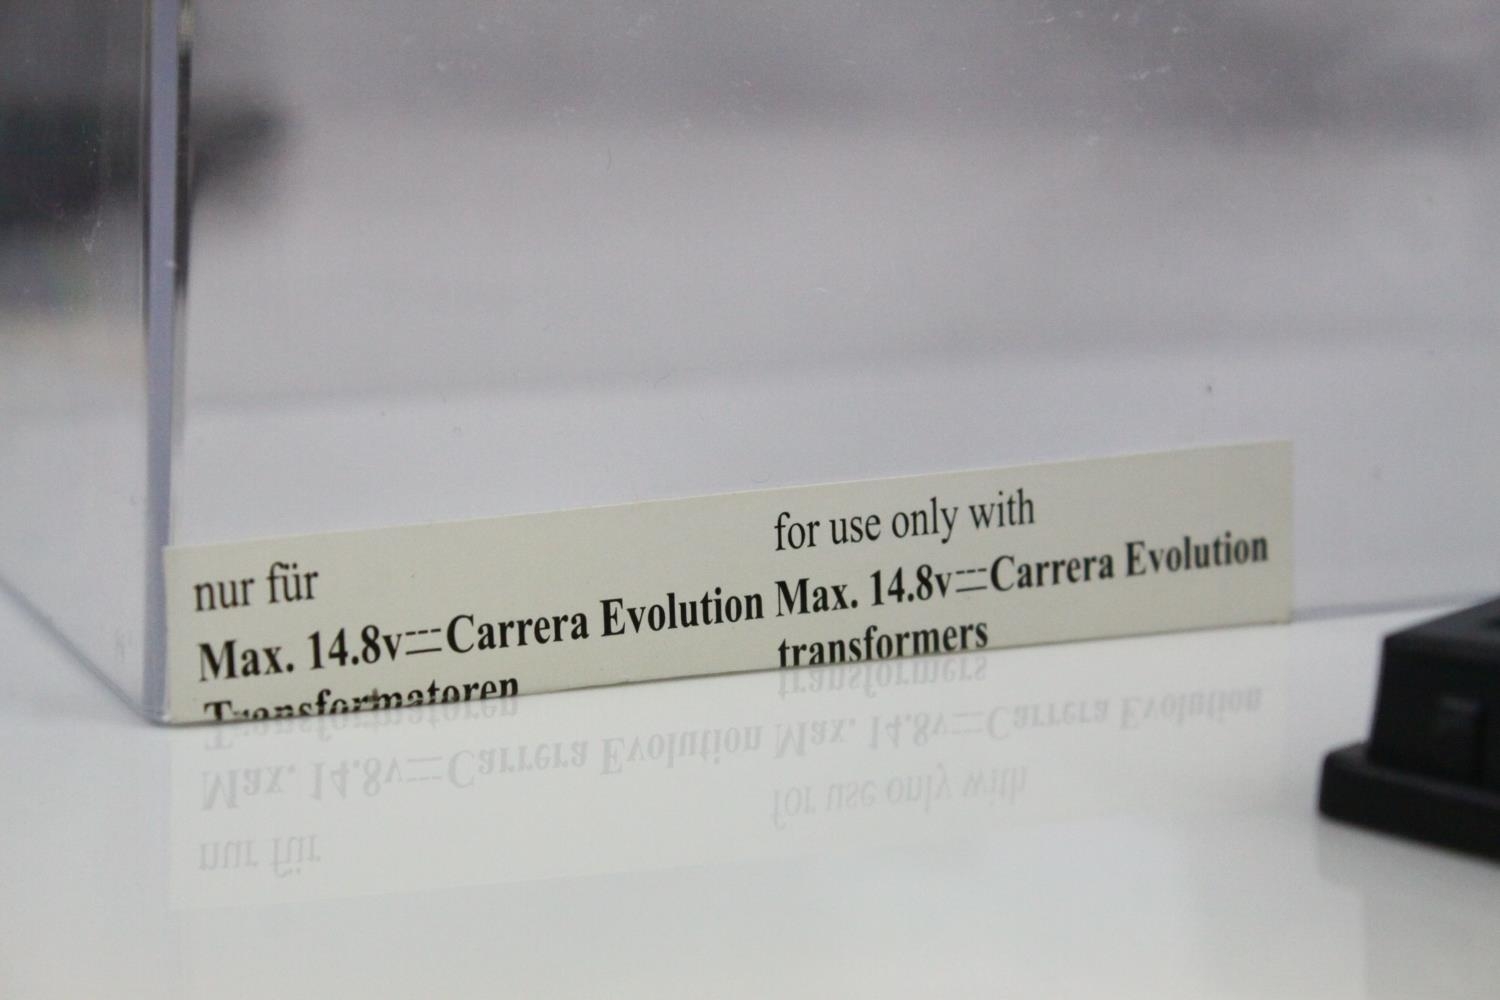 nur für
Max. 14.8v⎓Carrera Evolution
Transformatoren
for use only with
Max. 14.8v⎓Carrera Evolution
transformers